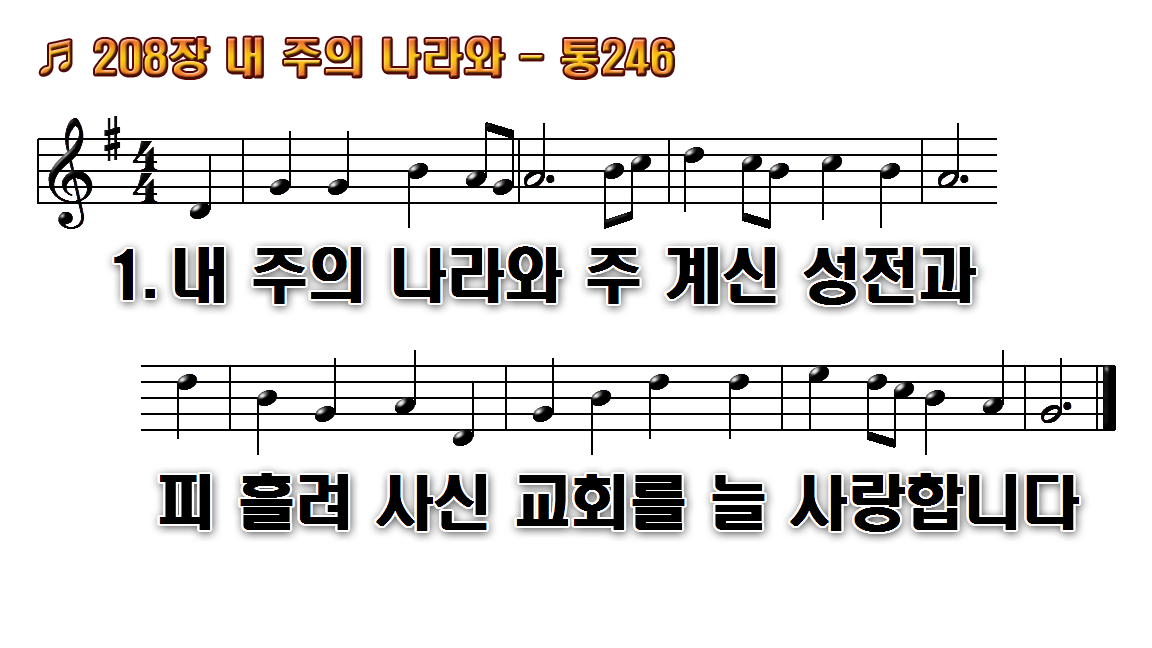 ♬ 208장 내 주의 나라와 - 통246
4
4
1. 내 주의 나라와 주 계신 성전과
피 흘려 사신 교회를 늘 사랑합니다